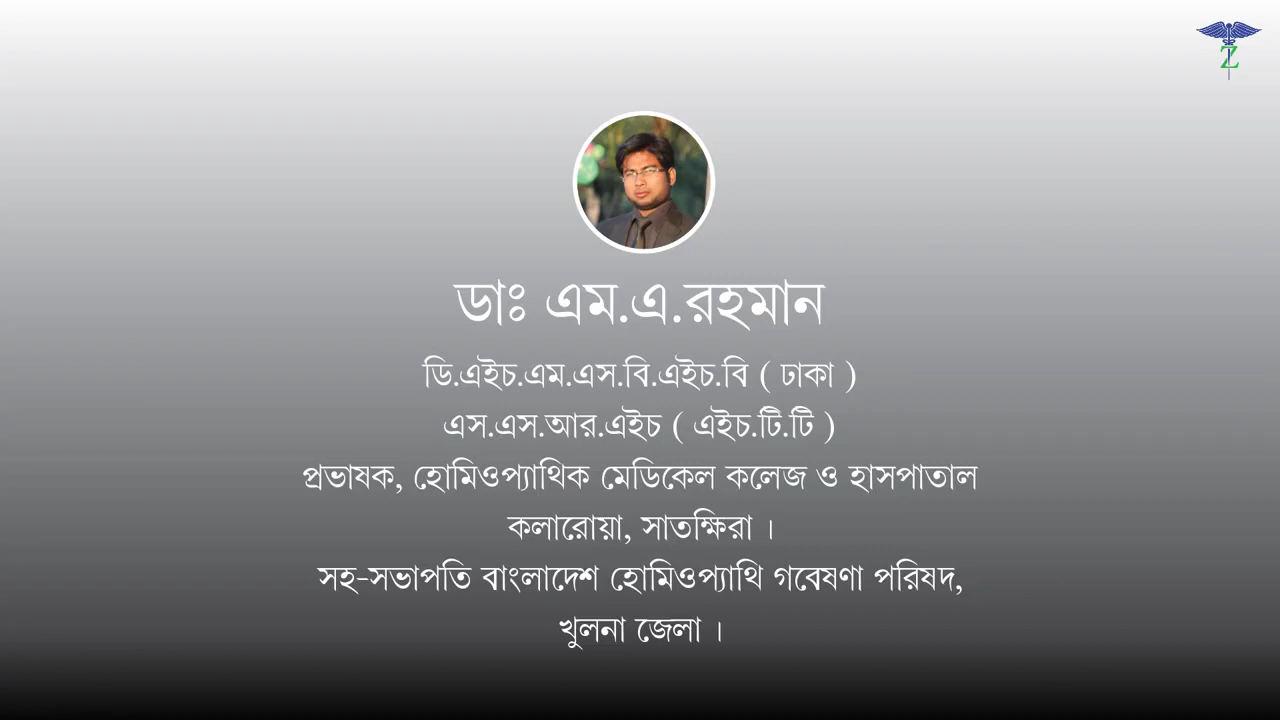 Z
ডাঃ এম.এ.রহমান
ডি.এইচ.এম.এস.বি.এইচ.বি ( ঢাকা )
এস.এস.আর.এইচ ( এইচ.টি.টি )
প্রভাষক, হোমিওপ্যাথিক মেডিকেল কলেজ ও হাসপাতাল
কলারোয়া, সাতক্ষিরা ।
সহ-সভাপতি বাংলাদেশ হোমিওপ্যাথি গবেষণা পরিষদ,
খুলনা জেলা ।